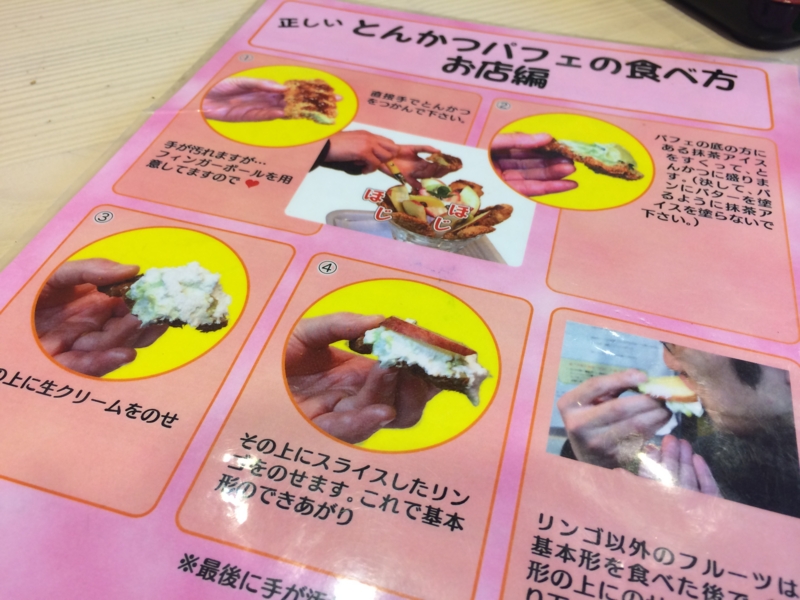 正しい とんかつパフェの食べ方
お店編
①
直接手でとんかつ
をつかんで下さい。
手が汚れますが…
フィンガーボールを用
意してますので♥
ほじ
ほじ
②
パフェの底の方に
ある抹茶アイス
をすくって、と
んかつに盛りま
す。（決して、パ
ンにバターを塗
るように抹茶ア
イスを塗らないで
下さい。）
③
の上に生クリームをのせ
④
その上にスライスしたリン
ゴをのせます。これで基本
形のできあがり
リンゴ以外のフルーツは
基本形を食べた後で
形の上にのせ
※最後に手が汚